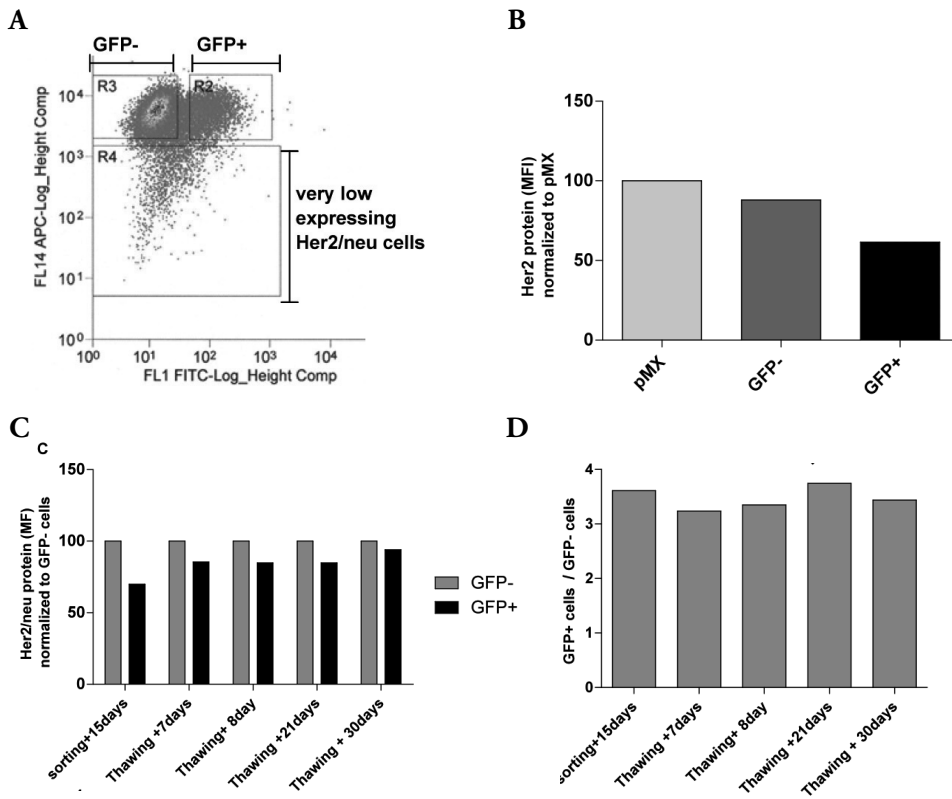 A
GFP-
GFP+
R3
R2
R4
very low
expressing
Her2/neu cells
FL14 APC-Log_Height Comp
10⁴
10³
10²
10¹
10⁰
10⁰ 10¹ 10² 10³ 10⁴
FL1 FITC-Log_Height Comp
B
Her2 protein (MFI)
normalized to pMX
150
100
50
0
pMX
GFP-
GFP+
C
C
Her2/neu protein (MF)
normalized to GFP- cells
150
100
50
0
sorting+15days
Thawing +7days
Thawing+ 8day
Thawing +21days
Thawing + 30days
GFP-
GFP+
D
GFP+ cells / GFP- cells
4
3
2
1
0
sorting+15days
Thawing +7days
Thawing+ 8day
Thawing +21days
Thawing + 30days